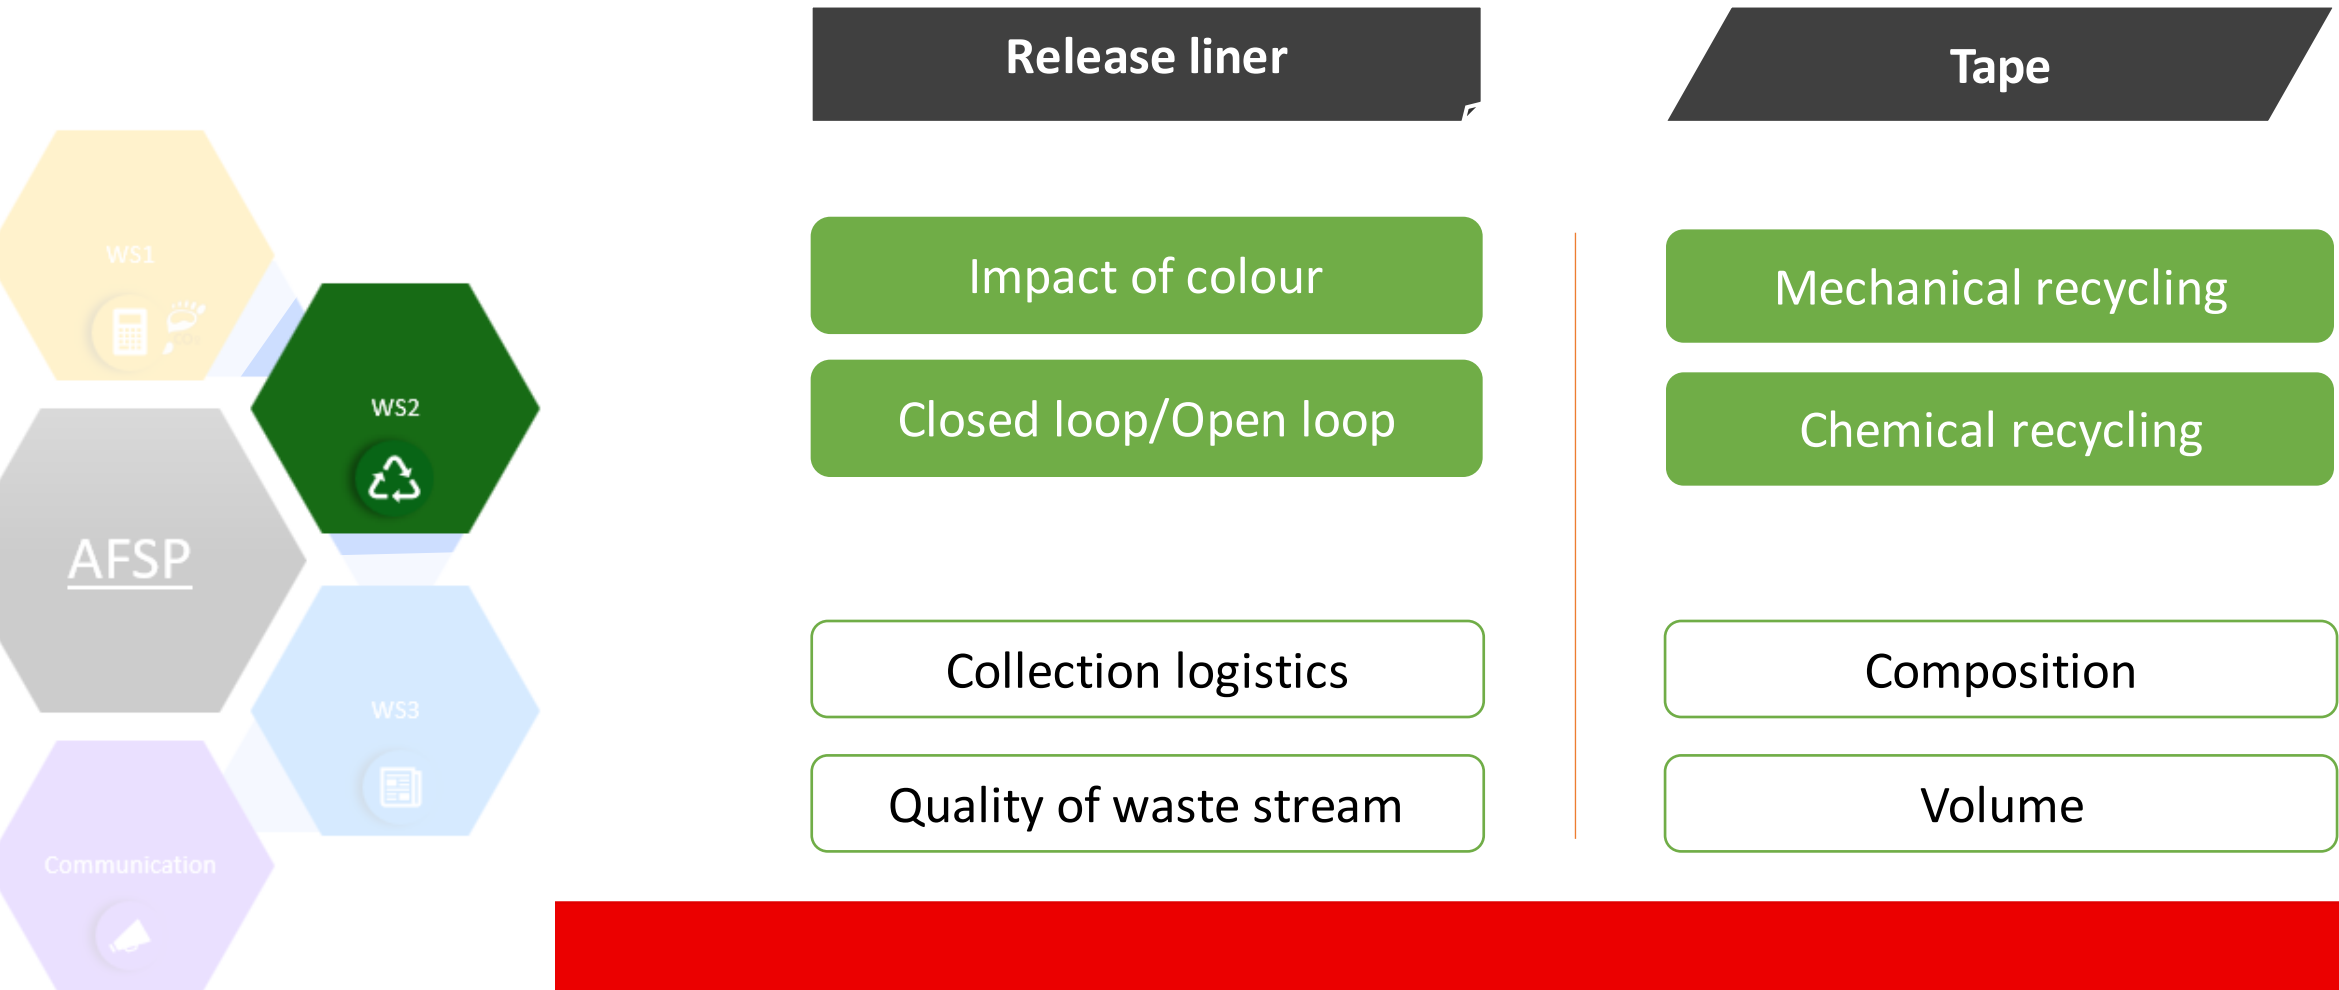 Release liner
Tape
WS1
WS2
AFSP
WS3
Communication
Impact of colour
Closed loop/Open loop
Collection logistics
Quality of waste stream
Mechanical recycling
Chemical recycling
Composition
Volume